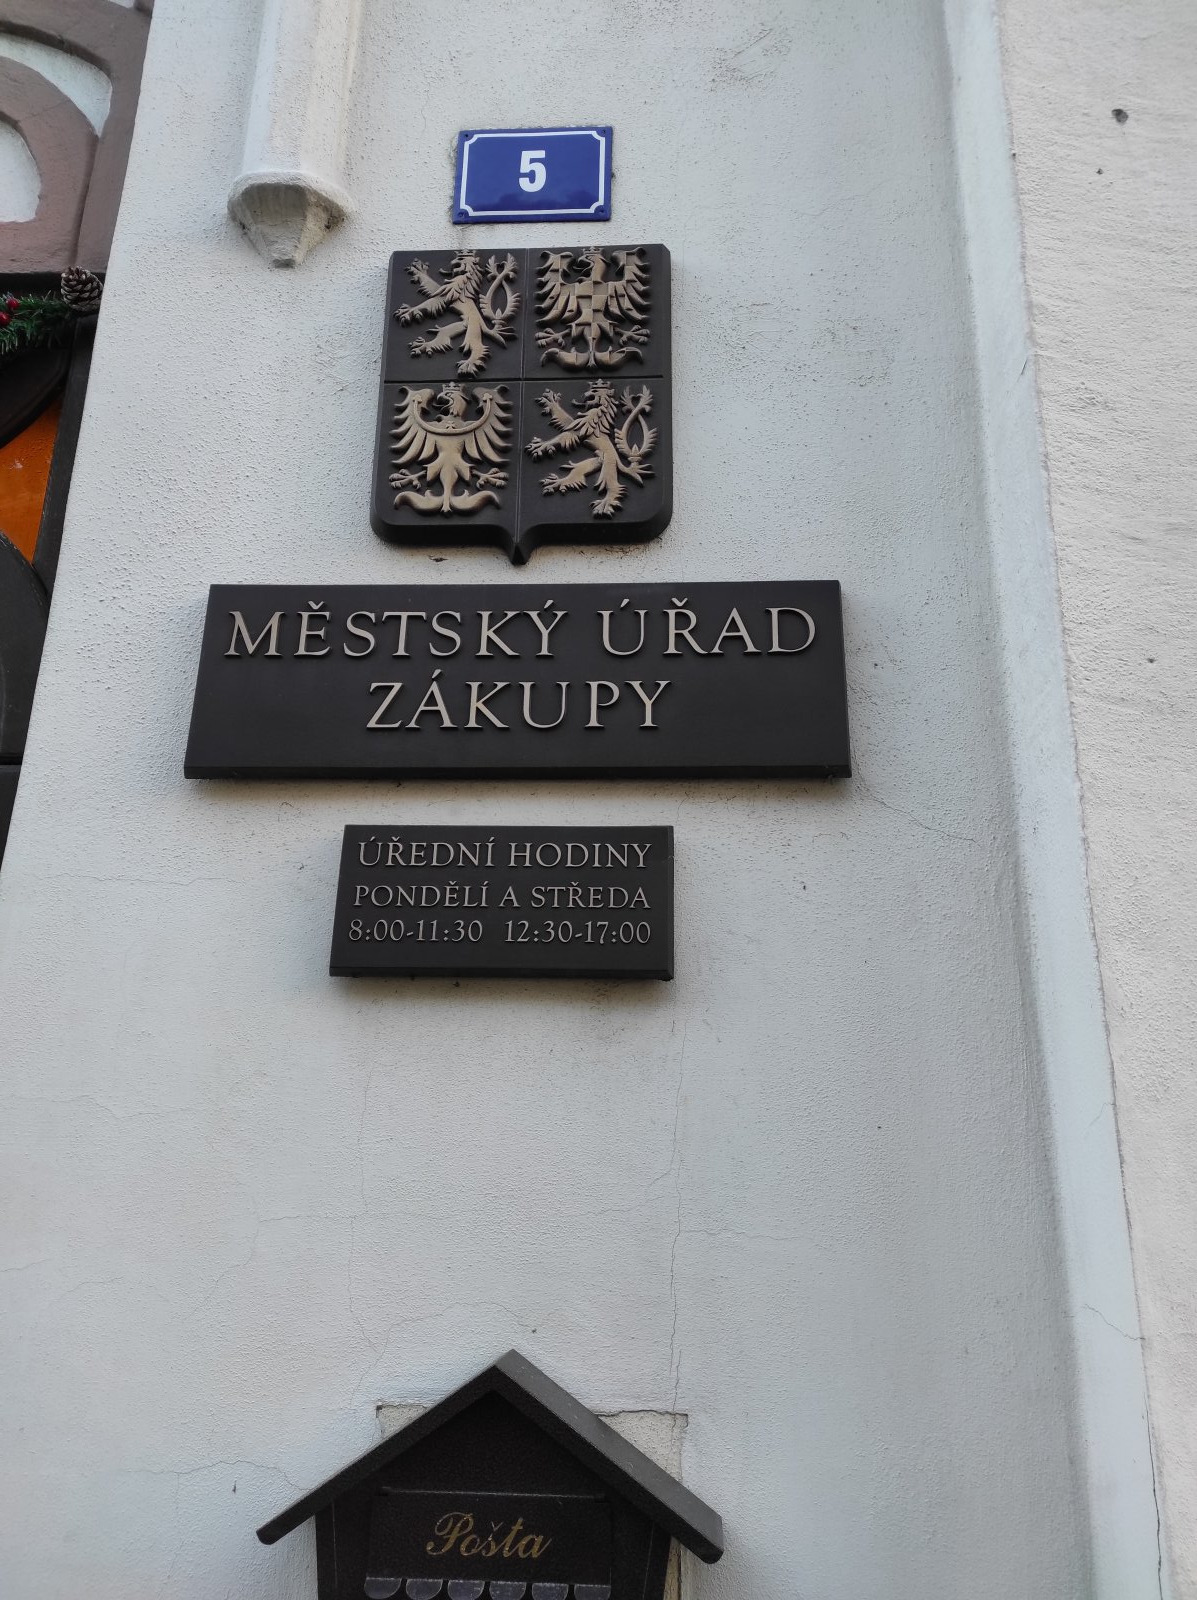 5
MĚSTSKÝ ÚŘAD
ZÁKUPY
ÚŘEDNÍ HODINY
PONDĚLÍ A STŘEDA
8:00-11:30 12:30-17:00
Pošta